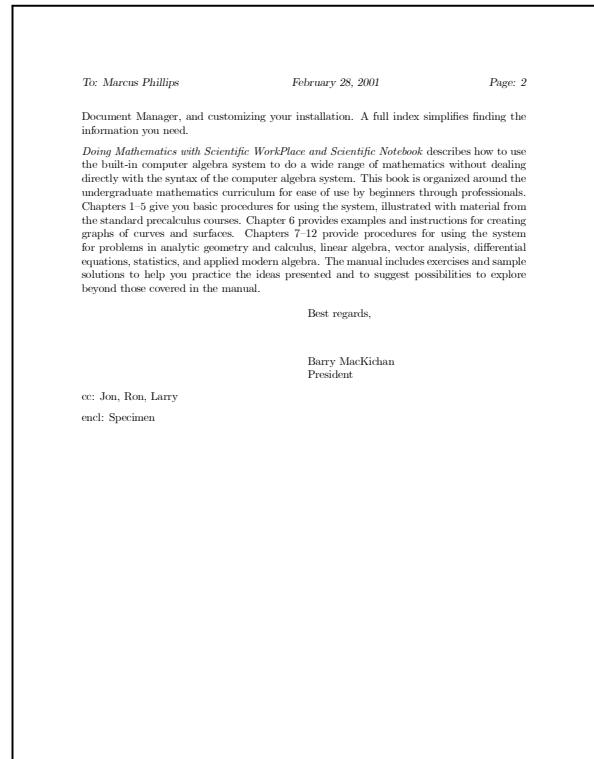 To: Marcus Phillips February 28, 2001 Page: 2
Document Manager, and customizing your installation. A full index simplifies finding the
information you need.
Doing Mathematics with Scientific WorkPlace and Scientific Notebook describes how to use
the built-in computer algebra system to do a wide range of mathematics without dealing
directly with the syntax of the computer algebra system. This book is organized around the
undergraduate mathematics curriculum for ease of use by beginners through professionals.
Chapters 1–5 give you basic procedures for using the system, illustrated with material from
the standard precalculus courses. Chapter 6 provides examples and instructions for creating
graphs of curves and surfaces. Chapters 7–12 provide procedures for using the system
for problems in analytic geometry and calculus, linear algebra, vector analysis, differential
equations, statistics, and applied modern algebra. The manual includes exercises and sample
solutions to help you practice the ideas presented and to suggest possibilities to explore
beyond those covered in the manual.
Best regards,
Barry MacKichan
President
cc: Jon, Ron, Larry
encl: Specimen